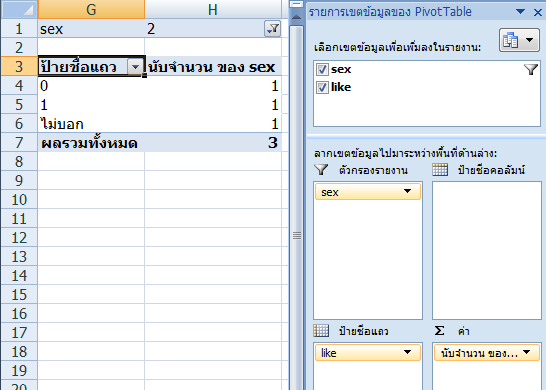 G H
1 sex 2
2
3 ป้ายชื่อแถว นับจำนวน ของ sex
4 0 1
5 1 1
6 ไม่บอก 1
7 ผลรวมทั้งหมด 3
8
9
10
11
12
13
14
15
16
17
18
19
20
รายการเขตข้อมูลของ PivotTable
เลือกเขตข้อมูลเพื่อเพิ่มลงในรายงาน:
sex
like
ลากเขตข้อมูลไปมาระหว่างพื้นที่ด้านล่าง:
ตัวกรองรายงาน ป้ายชื่อคอลัมน์
sex
ป้ายชื่อแถว Σ ค่า
like นับจำนวน ของ...